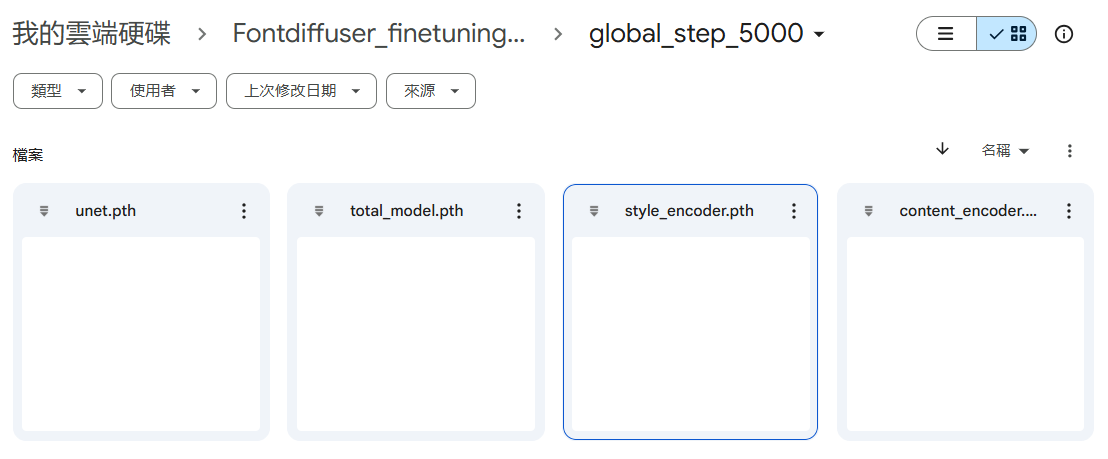 我的雲端硬碟 > Fontdiffuser_finetuning... > global_step_5000
類型 使用者 上次修改日期 來源
檔案 名稱
unet.pth total_model.pth style_encoder.pth content_encoder....